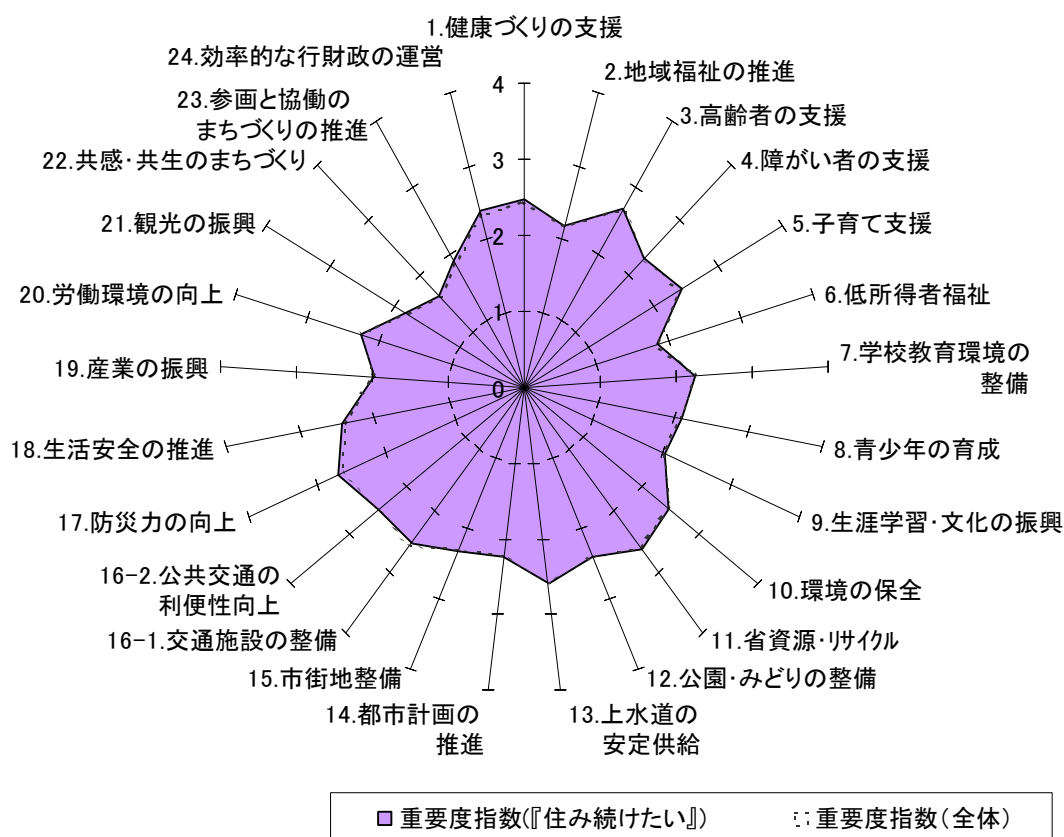 1.健康づくりの支援
2.地域福祉の推進
3.高齢者の支援
4.障がい者の支援
5.子育て支援
6.低所得者福祉
7.学校教育環境の
整備
8.青少年の育成
9.生涯学習･文化の振興
10.環境の保全
11.省資源･リサイクル
12.公園･みどりの整備
13.上水道の
安定供給
14.都市計画の
推進
15.市街地整備
16-1.交通施設の整備
16-2.公共交通の
利便性向上
17.防災力の向上
18.生活安全の推進
19.産業の振興
20.労働環境の向上
21.観光の振興
22.共感･共生のまちづくり
23.参画と協働の
まちづくりの推進
24.効率的な行財政の運営
4
3
2
1
0
重要度指数(『住み続けたい』)
重要度指数(全体)